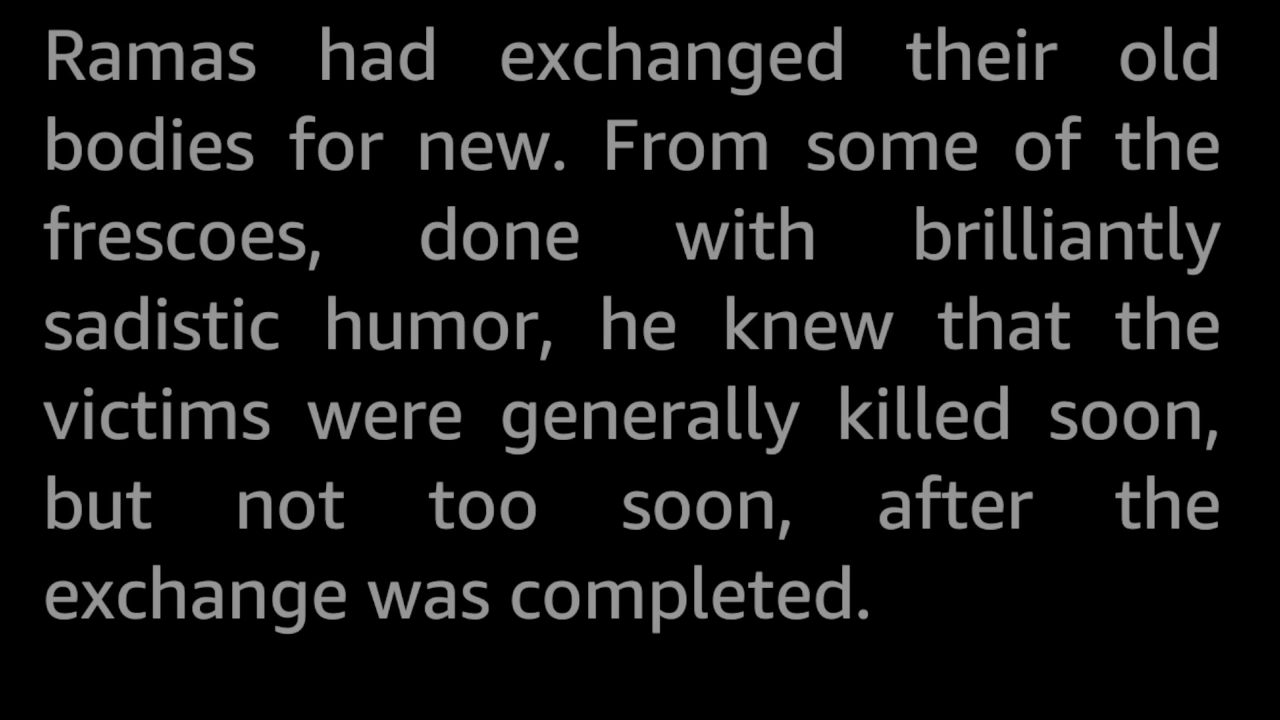 Ramas had exchanged their old
bodies for new. From some of the
frescoes, done with brilliantly
sadistic humor, he knew that the
victims were generally killed soon,
but not too soon, after the
exchange was completed.